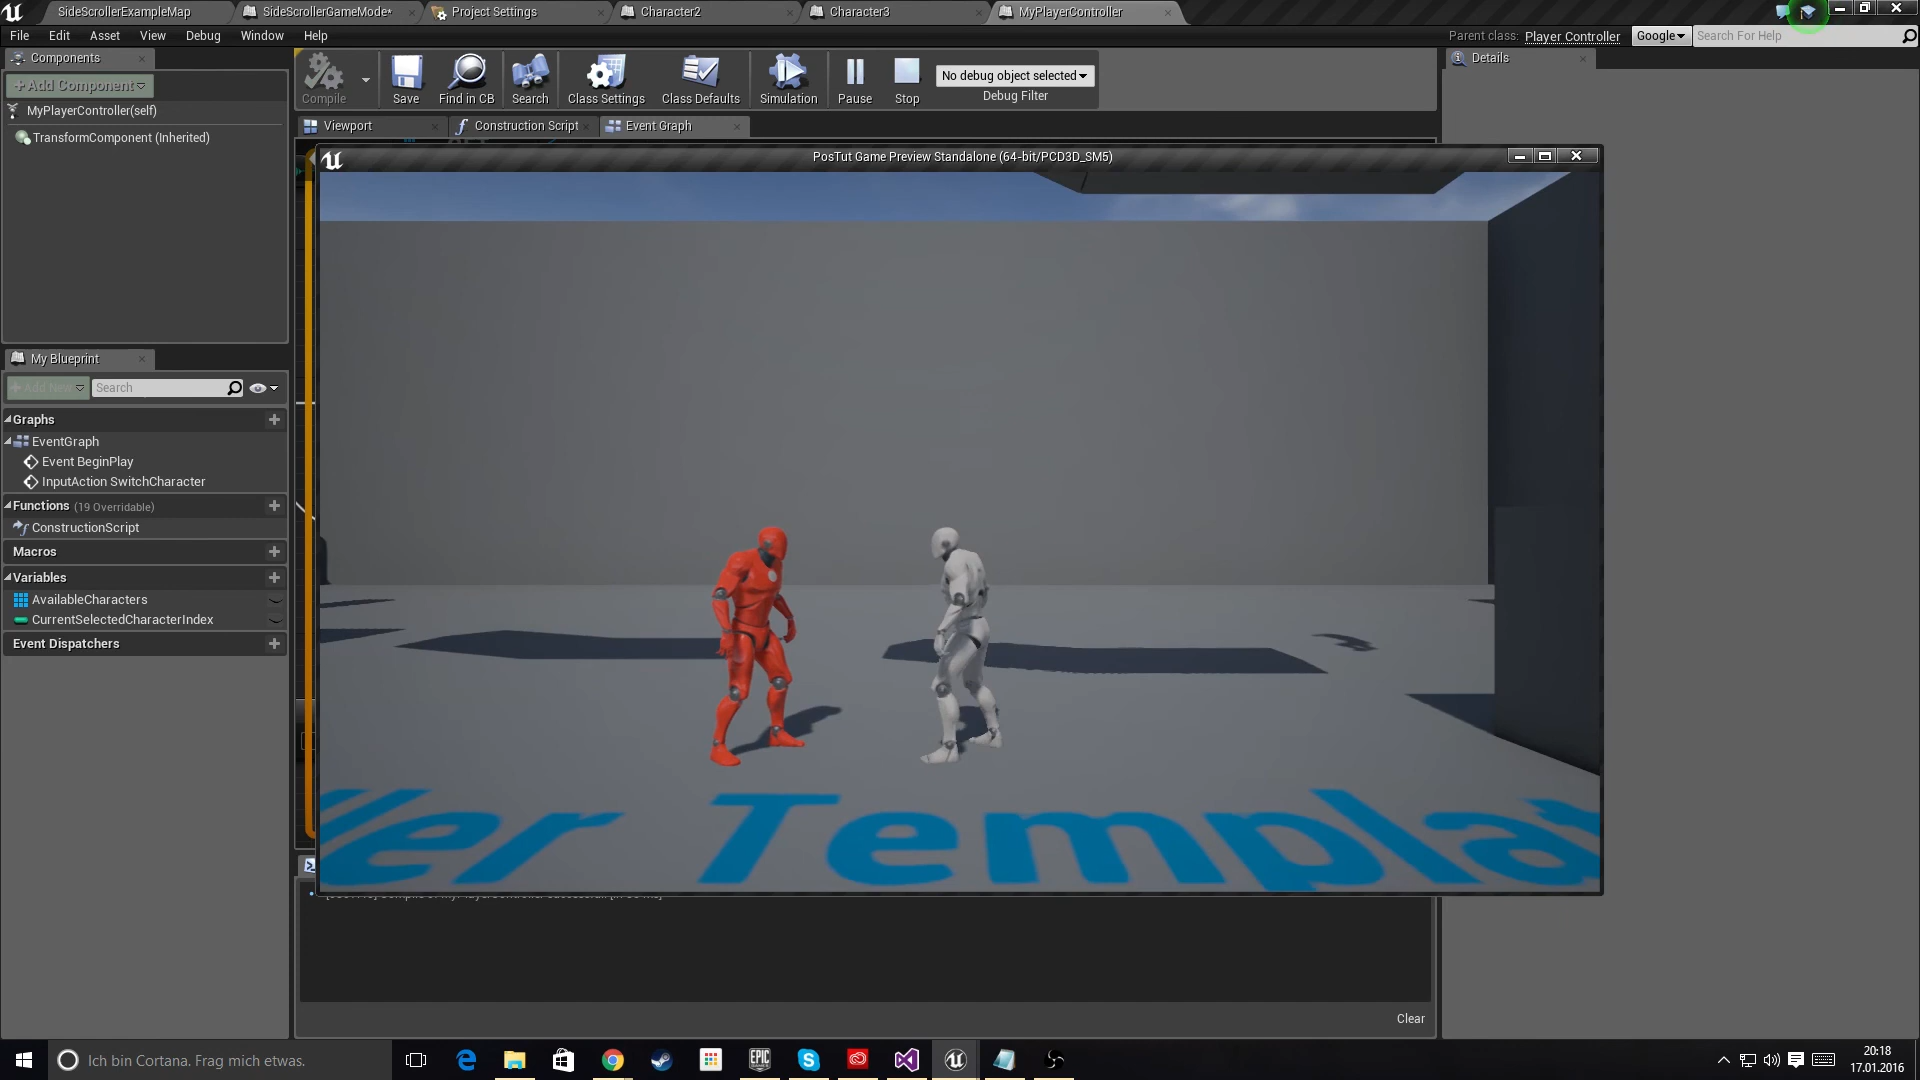 SideScrollerExampleMap
SideScrollerGameMode*
Project Settings
Character2
Character3
MyPlayerController
File Edit Asset View Debug Window Help
Parent class: Player Controller
Google
Search For Help
Components
+Add Component
MyPlayerController(self)
TransformComponent (Inherited)
Compile
Save
Find in CB
Search
Class Settings
Class Defaults
Simulation
Pause
Stop
No debug object selected
Debug Filter
Details
Viewport
Construction Script
Event Graph
PosTut Game Preview Standalone (64-bit/PCD3D_SM5)
ller Templat
My Blueprint
+ Add New
Search
Graphs
EventGraph
Event BeginPlay
InputAction SwitchCharacter
Functions (19 Overridable)
ConstructionScript
Macros
Variables
AvailableCharacters
CurrentSelectedCharacterIndex
Event Dispatchers
Clear
Ich bin Cortana. Frag mich etwas.
EPIC
20:18
17.01.2016